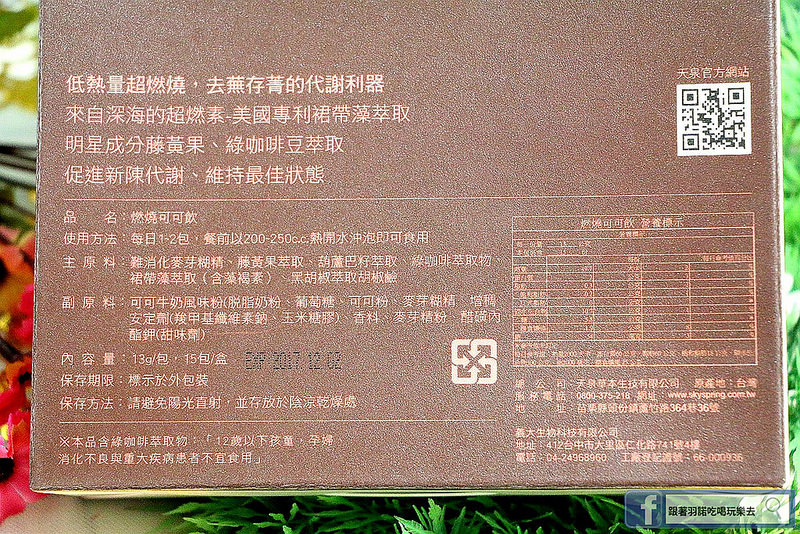 低熱量超燃燒，去蕪存菁的代謝利器
來自深海的超燃素-美國專利裙帶藻萃取
明星成分藤黃果、綠咖啡豆萃取
促進新陳代謝、維持最佳狀態
天泉官方網站
品　　名：燃燒可可飲
使用方法：每日1-2包，餐前以200-250c.c.熱開水沖泡即可食用
主 原 料：難消化麥芽糊精、藤黃果萃取、葫蘆巴籽萃取、綠咖啡萃取物、
裙帶藻萃取（含藻褐素）、黑胡椒萃取胡椒鹼
副 原 料：可可牛奶風味粉(脫脂奶粉、葡萄糖、可可粉、麥芽糊精、增稠
安定劑(羧甲基纖維素鈉、玉米糖膠)、香料、麥芽精粉、醋磺內
酯鉀(甜味劑)
內 容 量：13g/包，15包/盒
EXP 2017 12 02
保存期限：標示於外包裝
保存方法：請避免陽光直射，並存放於陰涼乾燥處
※本品含綠咖啡萃取物：「12歲以下孩童，孕婦
消化不良與重大疾病患者不宜食用」
燃燒可可飲 營養標示
總 公 司：天泉草本生技有限公司　原產地：台灣
服務電話：0800-375-218 網址：www.skyspring.com.tw
地　　址：苗栗縣頭份鎮蘆竹湳364巷36號
義大生物科技有限公司
地址：412台中市大里區仁化路741號4樓
電話：04-24968960　工廠登記證號：66-000936
跟著羽諾吃喝玩樂去